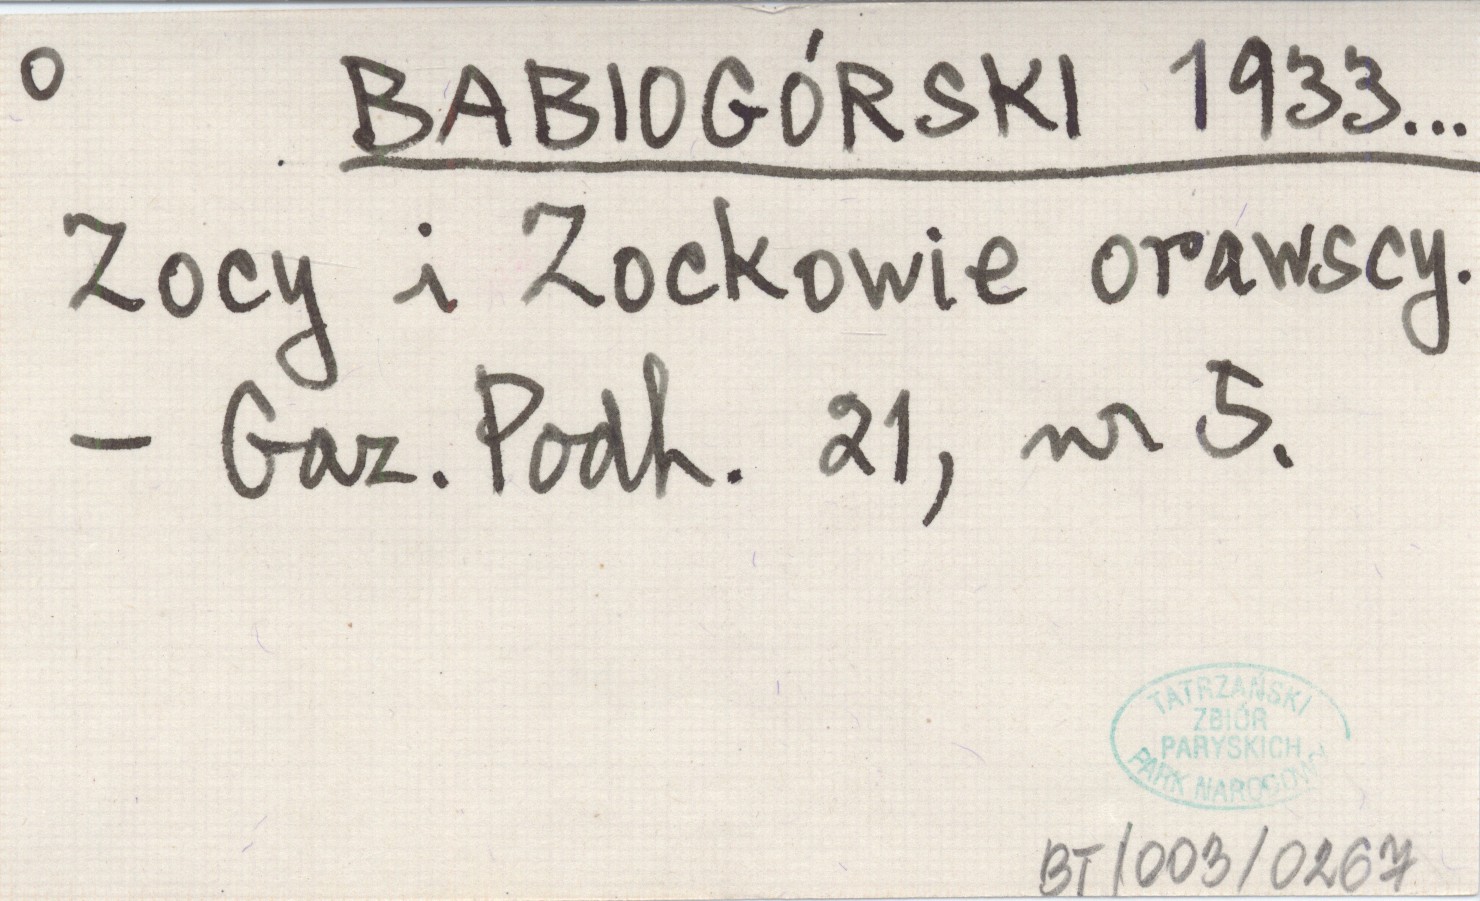 o BABIOGÓRSKI 1933...
Zocy i Zockowie orawscy.
- Gaz. Podh. 21, nr 5.
TATRZAŃSKI
ZBIÓR
PARYSKICH
PARK NARODOWY
BT/003/0267